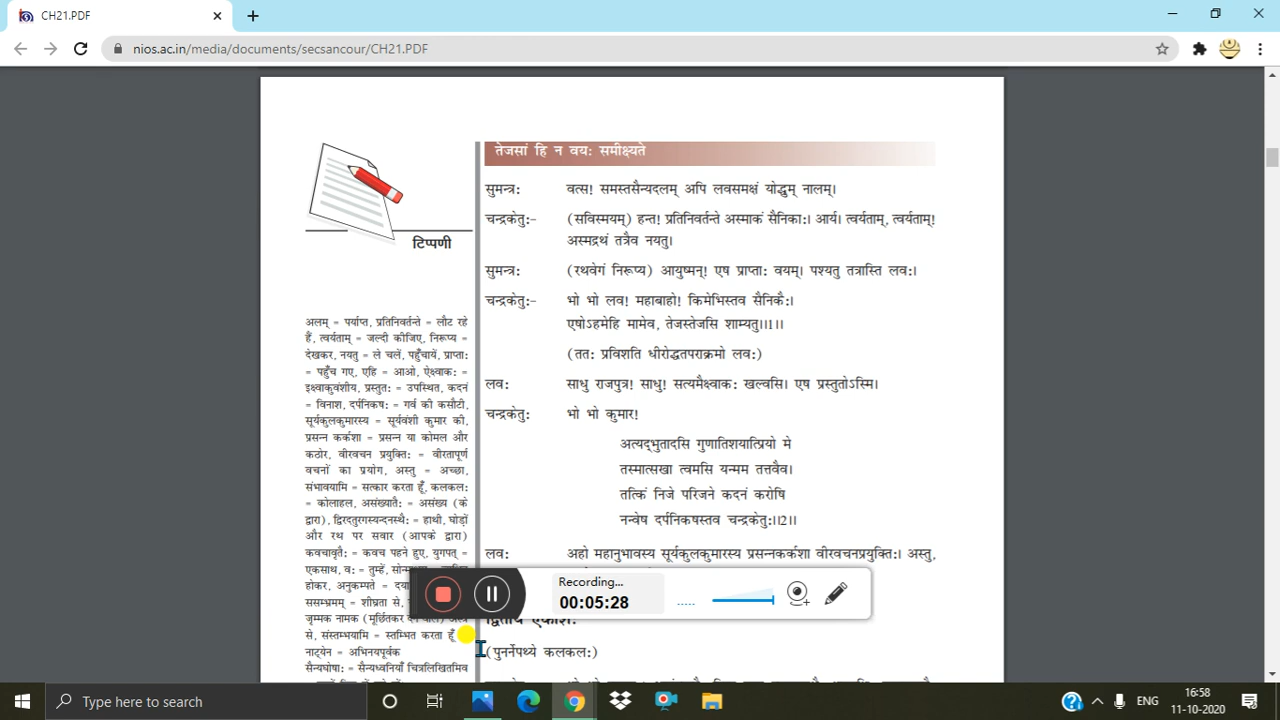 CH21.PDF
nios.ac.in/media/documents/secsancour/CH21.PDF
तेजसां हि न वयः समीक्ष्यते
टिप्पणी
सुमन्त्रः वत्स! समस्तसैन्यदलम् अपि लवसमक्षं योद्धुम् नालम्।
चन्द्रकेतुः- (सविस्मयम्) हन्त! प्रतिनिवर्तन्ते अस्माकं सैनिकाः। आर्य। त्वर्यताम्, त्वर्यताम्!
अस्मद्रथं तत्रैव नयतु।
सुमन्त्रः (रथवेगं निरूप्य) आयुष्मन्! एष प्राप्ताः वयम्। पश्यतु तत्रास्ति लवः।
चन्द्रकेतुः- भो भो लव! महाबाहो! किमेभिस्तव सैनिकैः।
एषोऽहमेहि मामेव, तेजस्तेजसि शाम्यतु।।1।।
(ततः प्रविशति धीरोद्धतपराक्रमो लवः)
लवः साधु राजपुत्र! साधु! सत्यमैक्ष्वाकः खल्वसि। एष प्रस्तुतोऽस्मि।
चन्द्रकेतुः भो भो कुमार!
अत्यद्भुतादसि गुणातिशयात्प्रियो मे
तस्मात्सखा त्वमसि यन्मम तत्तवैव।
तत्किं निजे परिजने कदनं करोषि
नन्वेष दर्पनिकषस्तव चन्द्रकेतुः।।2।।
लवः अहो महानुभावस्य सूर्यकुलकुमारस्य प्रसन्नकर्कशा वीरवचनप्रयुक्तिः। अस्तु,
द्वितीय एकांशः
(पुनर्नेपथ्ये कलकलः)
अलम् = पर्याप्त, प्रतिनिवर्तन्ते = लौट रहे
हैं, त्वर्यताम् = जल्दी कीजिए, निरूप्य =
देखकर, नयतु = ले चलें, पहुँचायें, प्राप्ताः
= पहुँच गए, एहि = आओ, ऐक्ष्वाकः =
इक्ष्वाकुवंशीय, प्रस्तुतः = उपस्थित, कदनं
= विनाश, दर्पनिकषः = गर्व की कसौटी,
सूर्यकुलकुमारस्य = सूर्यवंशी कुमार की,
प्रसन्न कर्कशा = प्रसन्न या कोमल और
कठोर, वीरवचन प्रयुक्तिः = वीरतापूर्ण
वचनों का प्रयोग, अस्तु = अच्छा,
संभावयामि = सत्कार करता हूँ, कलकलः
= कोलाहल, असंख्यातैः = असंख्य (के
द्वारा), द्विरदतुरगस्यन्दनस्थैः = हाथी, घोड़ों
और रथ पर सवार (आपके द्वारा)
कवचावृतैः = कवच पहने हुए, युगपत् =
एकसाथ, वः = तुम्हें,
होकर, अनुकम्पते =
ससंभ्रमम् = शीघ्रता से,
जृम्भक नामक (मूर्छितकर
से, संस्तम्भयामि = स्तम्भित करता हूँ
नाट्येन = अभिनयपूर्वक
सैन्यघोषाः = सैन्यध्वनियाँ चित्रलिखितमिव
Recording...
00:05:28
Type here to search
ENG
16:58
11-10-2020